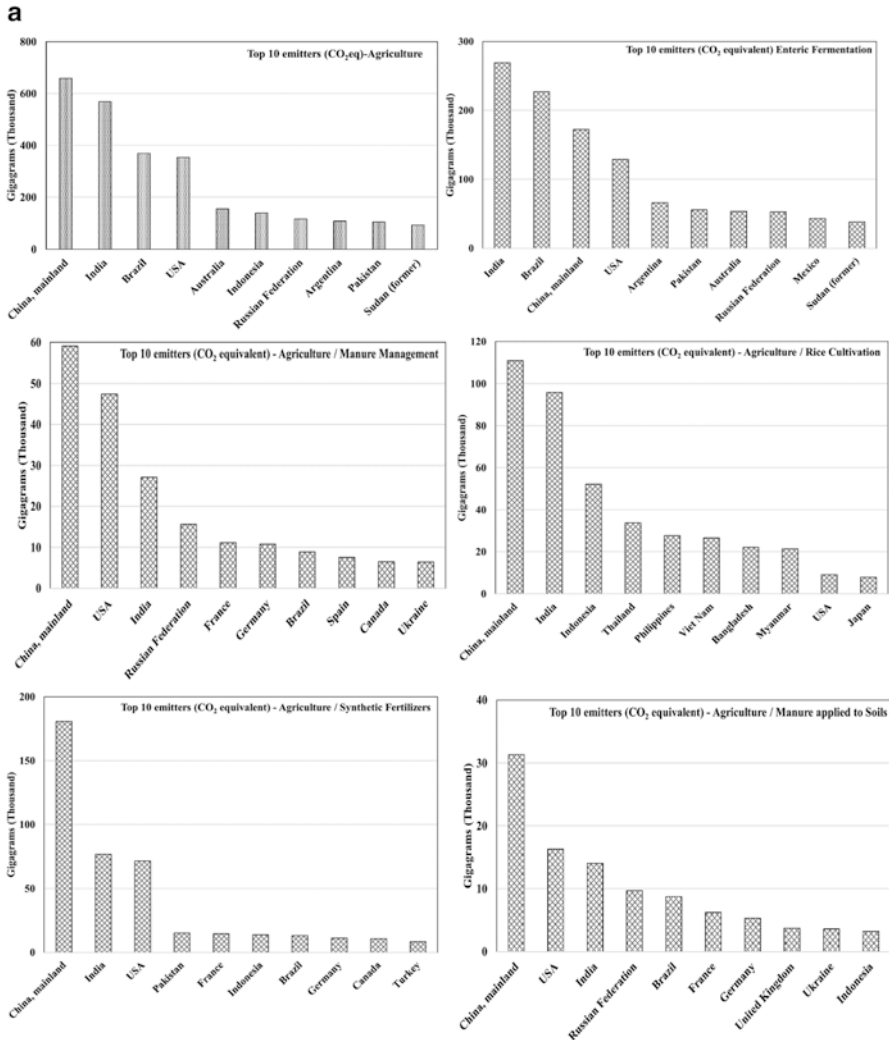 a
Top 10 emitters (CO₂eq)-Agriculture
Gigagrams (Thousand)
800
600
400
200
0
China, mainland
India
Brazil
USA
Australia
Indonesia
Russian Federation
Argentina
Pakistan
Sudan (former)
Top 10 emitters (CO₂ equivalent) Enteric Fermentation
Gigagrams (Thousand)
300
200
100
0
India
Brazil
China, mainland
USA
Argentina
Pakistan
Australia
Russian Federation
Mexico
Sudan (former)
Top 10 emitters (CO₂ equivalent) - Agriculture / Manure Management
Gigagrams (Thousand)
60
50
40
30
20
10
0
China, mainland
USA
India
Russian Federation
France
Germany
Brazil
Spain
Canada
Ukraine
Top 10 emitters (CO₂ equivalent) - Agriculture / Rice Cultivation
Gigagrams (Thousand)
120
100
80
60
40
20
0
China, mainland
India
Indonesia
Thailand
Philippines
Viet Nam
Bangladesh
Myanmar
USA
Japan
Top 10 emitters (CO₂ equivalent) - Agriculture / Synthetic Fertilizers
Gigagrams (Thousand)
200
150
100
50
0
China, mainland
India
USA
Pakistan
France
Indonesia
Brazil
Germany
Canada
Turkey
Top 10 emitters (CO₂ equivalent) - Agriculture / Manure applied to Soils
Gigagrams (Thousand)
40
30
20
10
0
China, mainland
USA
India
Russian Federation
Brazil
France
Germany
United Kingdom
Ukraine
Indonesia